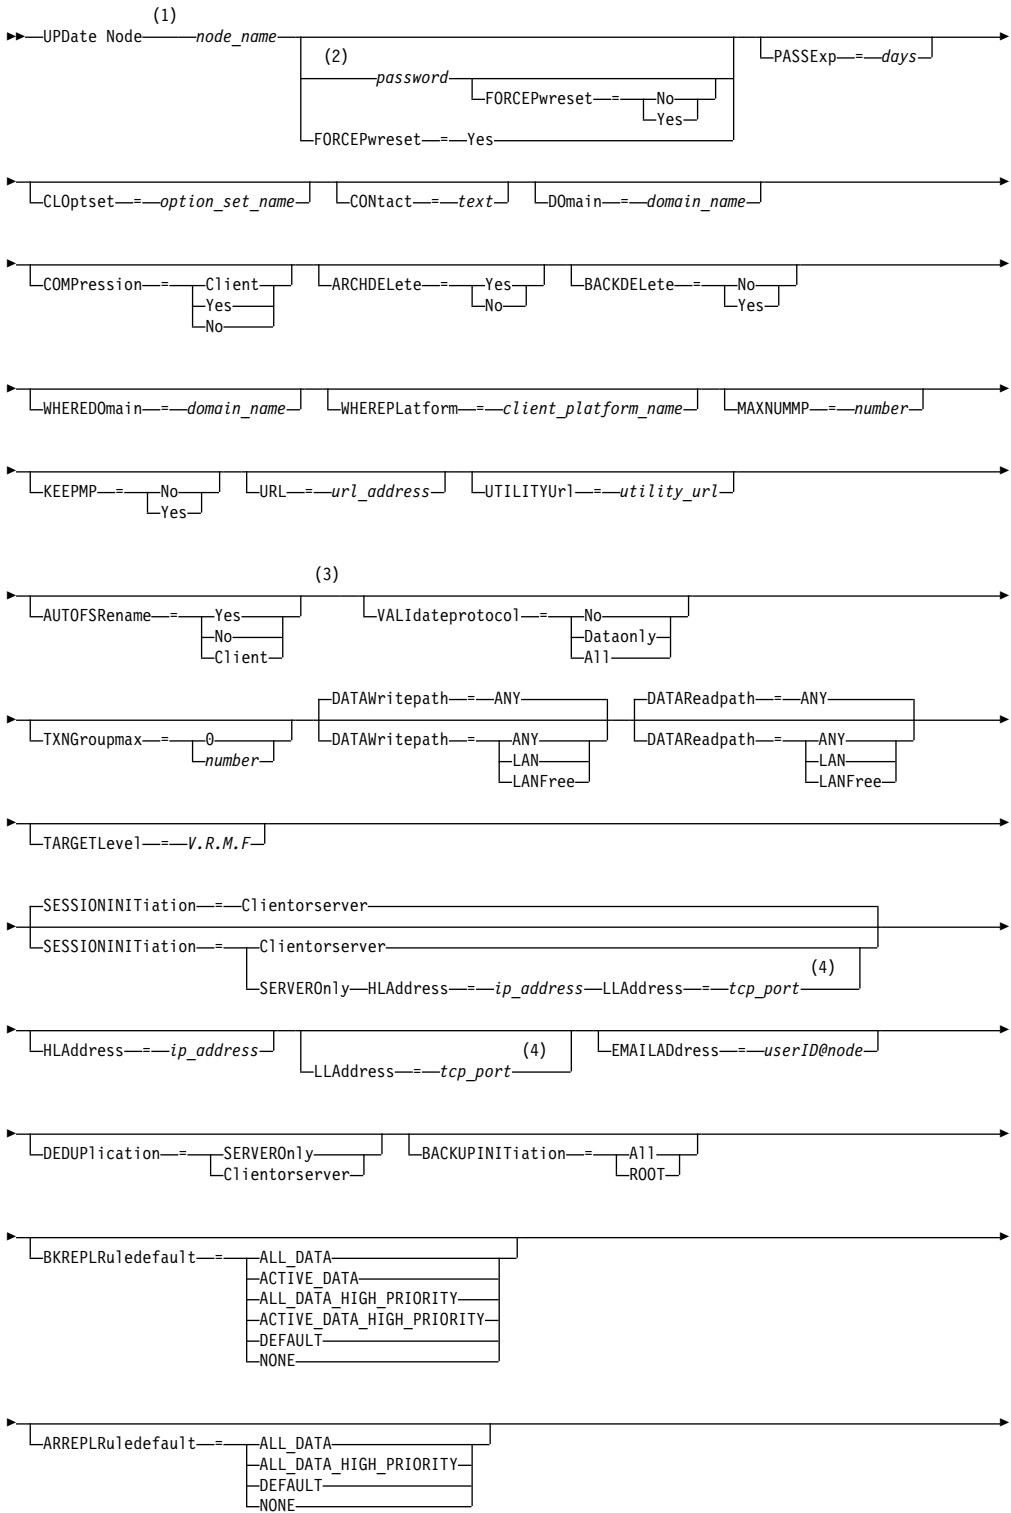 (1)
UPDate Node node_name
(2)
PASSExp = days
password
FORCEPwreset = No
Yes
FORCEPwreset = Yes
CLOptset = option_set_name CONtact = text DOmain = domain_name
COMPression = Client ARCHDELete = Yes BACKDELete = No
Yes No Yes
No
WHEREDOmain = domain_name WHEREPLatform = client_platform_name MAXNUMMP = number
KEEPMP = No URL = url_address UTILITYUrl = utility_url
Yes
(3)
AUTOFSRename = Yes VALIdateprotocol = No
No Dataonly
Client All
DATAWritepath = ANY DATAReadpath = ANY
TXNGroupmax = 0 DATAWritepath = ANY DATAReadpath = ANY
number LAN LAN
LANFree LANFree
TARGETLevel = V.R.M.F
SESSIONINITiation = Clientorserver
SESSIONINITiation = Clientorserver
(4)
SERVEROnly HLAddress = ip_address LLAddress = tcp_port
HLAddress = ip_address (4) EMAILADdress = userID@node
LLAddress = tcp_port
DEDUPlication = SERVEROnly BACKUPINITiation = All
Clientorserver ROOT
BKREPLRuledefault = ALL_DATA
ACTIVE_DATA
ALL_DATA_HIGH_PRIORITY
ACTIVE_DATA_HIGH_PRIORITY
DEFAULT
NONE
ARREPLRuledefault = ALL_DATA
ALL_DATA_HIGH_PRIORITY
DEFAULT
NONE